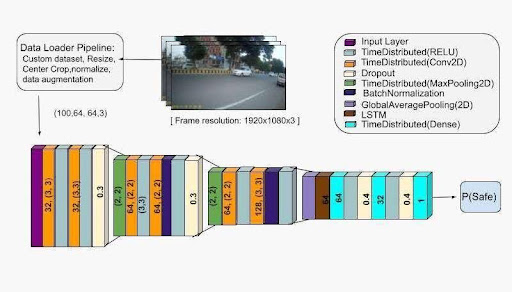 Data Loader Pipeline:
Custom dataset, Resize,
Center Crop,normalize,
data augmentation
[ Frame resolution: 1920x1080x3 ]
Input Layer
TimeDistributed(RELU)
TimeDistributed(Conv2D)
Dropout
TimeDistributed(MaxPooling2D)
BatchNormalization
GlobalAveragePooling(2D)
LSTM
TimeDistributed(Dense)
(100,64, 64,3)
32, (3, 3)
32, (3, 3)
0.3
(2, 2)
64, (2, 2)
(3,3)
64, (2, 2)
0.3
(2, 2)
64, (2, 2)
128, (3, 3)
64
64
0.4
32
0.4
1
P(Safe)